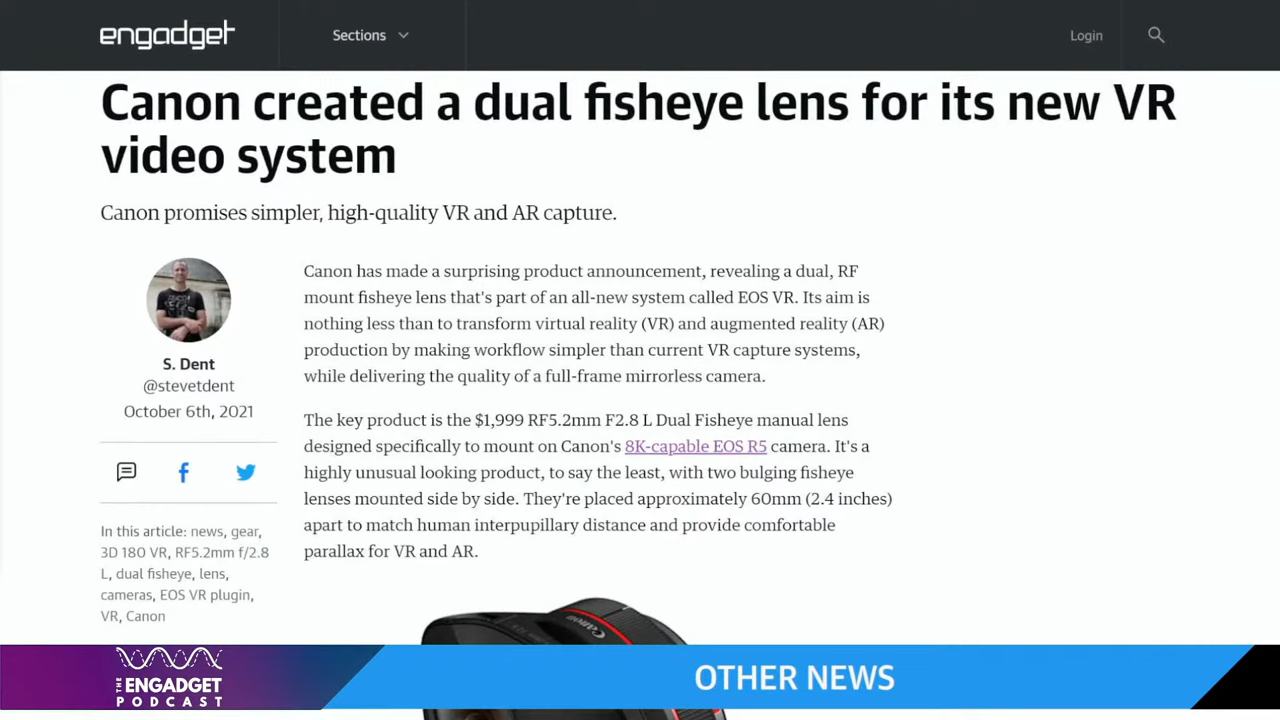 engadget
Sections
Login
Canon created a dual fisheye lens for its new VR
video system
Canon promises simpler, high-quality VR and AR capture.
S. Dent
@stevetdent
October 6th, 2021
In this article: news, gear,
3D 180 VR, RF5.2mm f/2.8
L, dual fisheye, lens,
cameras, EOS VR plugin,
VR, Canon
Canon has made a surprising product announcement, revealing a dual, RF
mount fisheye lens that's part of an all-new system called EOS VR. Its aim is
nothing less than to transform virtual reality (VR) and augmented reality (AR)
production by making workflow simpler than current VR capture systems,
while delivering the quality of a full-frame mirrorless camera.
The key product is the $1,999 RF5.2mm F2.8 L Dual Fisheye manual lens
designed specifically to mount on Canon's 8K-capable EOS R5 camera. It's a
highly unusual looking product, to say the least, with two bulging fisheye
lenses mounted side by side. They're placed approximately 60mm (2.4 inches)
apart to match human interpupillary distance and provide comfortable
parallax for VR and AR.
Canon
THE
ENGADGET
PODCAST
OTHER NEWS